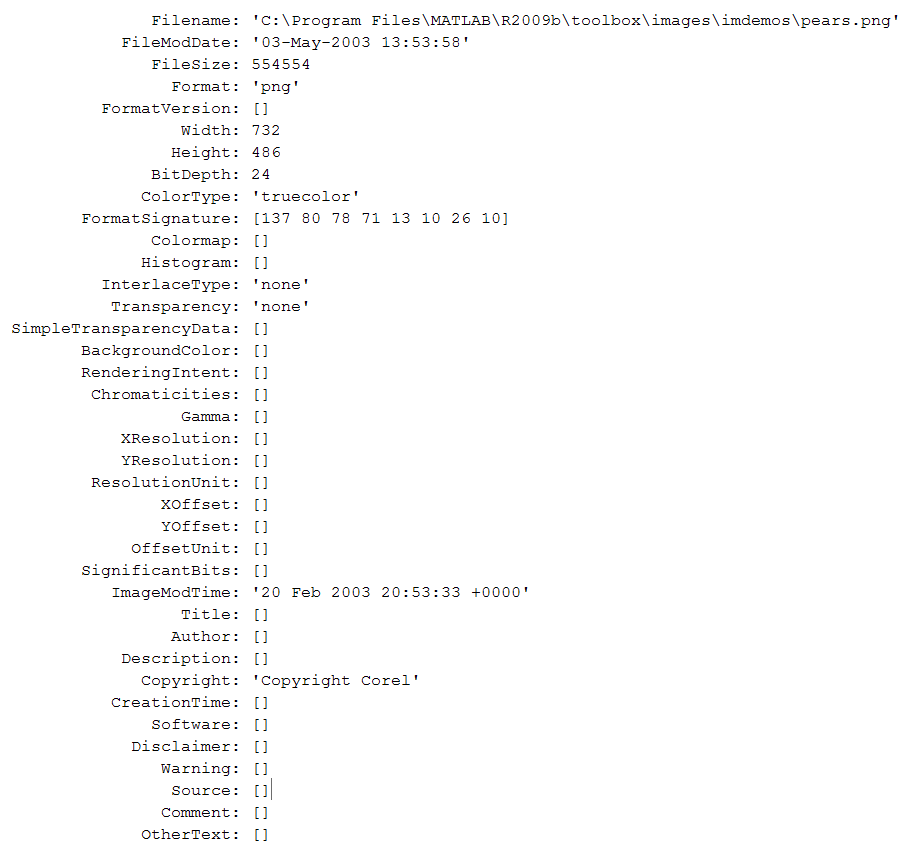 Filename: 'C:\Program Files\MATLAB\R2009b\toolbox\images\imdemos\pears.png'
FileModDate: '03-May-2003 13:53:58'
FileSize: 554554
Format: 'png'
FormatVersion: []
Width: 732
Height: 486
BitDepth: 24
ColorType: 'truecolor'
FormatSignature: [137 80 78 71 13 10 26 10]
Colormap: []
Histogram: []
InterlaceType: 'none'
Transparency: 'none'
SimpleTransparencyData: []
BackgroundColor: []
RenderingIntent: []
Chromaticities: []
Gamma: []
XResolution: []
YResolution: []
ResolutionUnit: []
XOffset: []
YOffset: []
OffsetUnit: []
SignificantBits: []
ImageModTime: '20 Feb 2003 20:53:33 +0000'
Title: []
Author: []
Description: []
Copyright: 'Copyright Corel'
CreationTime: []
Software: []
Disclaimer: []
Warning: []
Source: []
Comment: []
OtherText: []